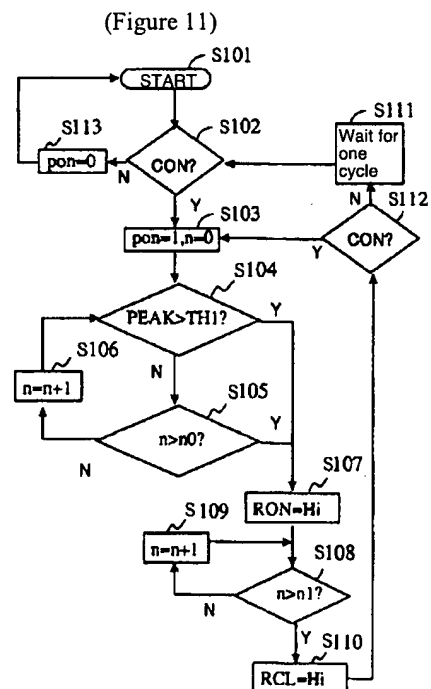 (Figure 11)
S101
START
S113
S102
S111
pon=0
N
CON?
Wait for
one
cycle
Y
S103
N
S112
pon=1,n=0
Y
CON?
S104
PEAK>TH1?
Y
S106
N
S105
n=n+1
n>n0?
Y
N
S107
RON=Hi
S109
n=n+1
S108
n>n1?
N
Y
S110
RCL=Hi